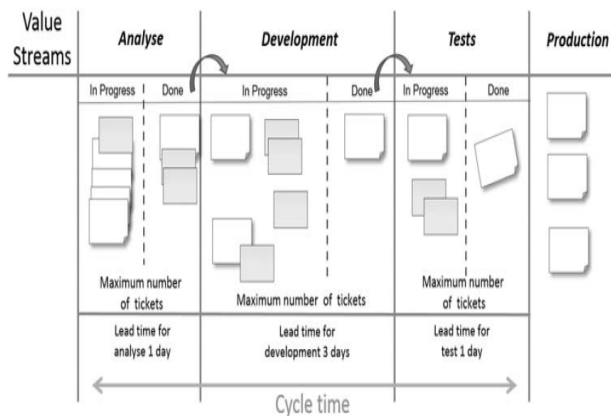 Value
Streams
Analyse
Development
Tests
Production
In Progress
Done
In Progress
Done
In Progress
Done
Maximum number
of tickets
Maximum number of tickets
Maximum number
of tickets
Lead time for
analyse 1 day
Lead time for
development 3 days
Lead time for
test 1 day
Cycle time